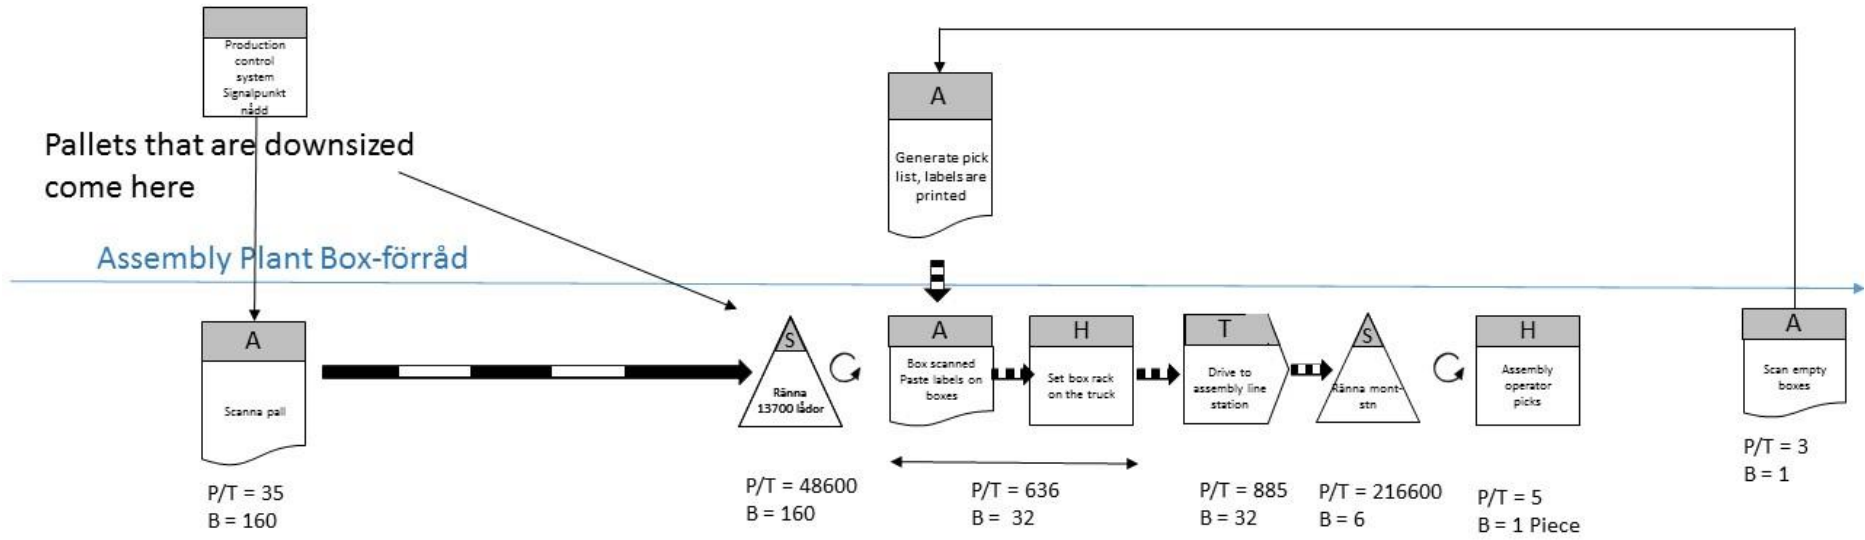 Production
control
system
Signalpunkt
nådd
Pallets that are downsized
come here
Assembly Plant Box-förråd
A
Generate pick
list, labels are
printed
A
Scanna pall
P/T = 35
B = 160
S
Ränna
13700 lådor
P/T = 48600
B = 160
A
Box scanned
Paste labels on
boxes
H
Set box rack
on the truck
P/T = 636
B = 32
T
Drive to
assembly line
station
P/T = 885
B = 32
S
Ränna mont-
stn
P/T = 216600
B = 6
H
Assembly
operator
picks
P/T = 5
B = 1 Piece
A
Scan empty
boxes
P/T = 3
B = 1